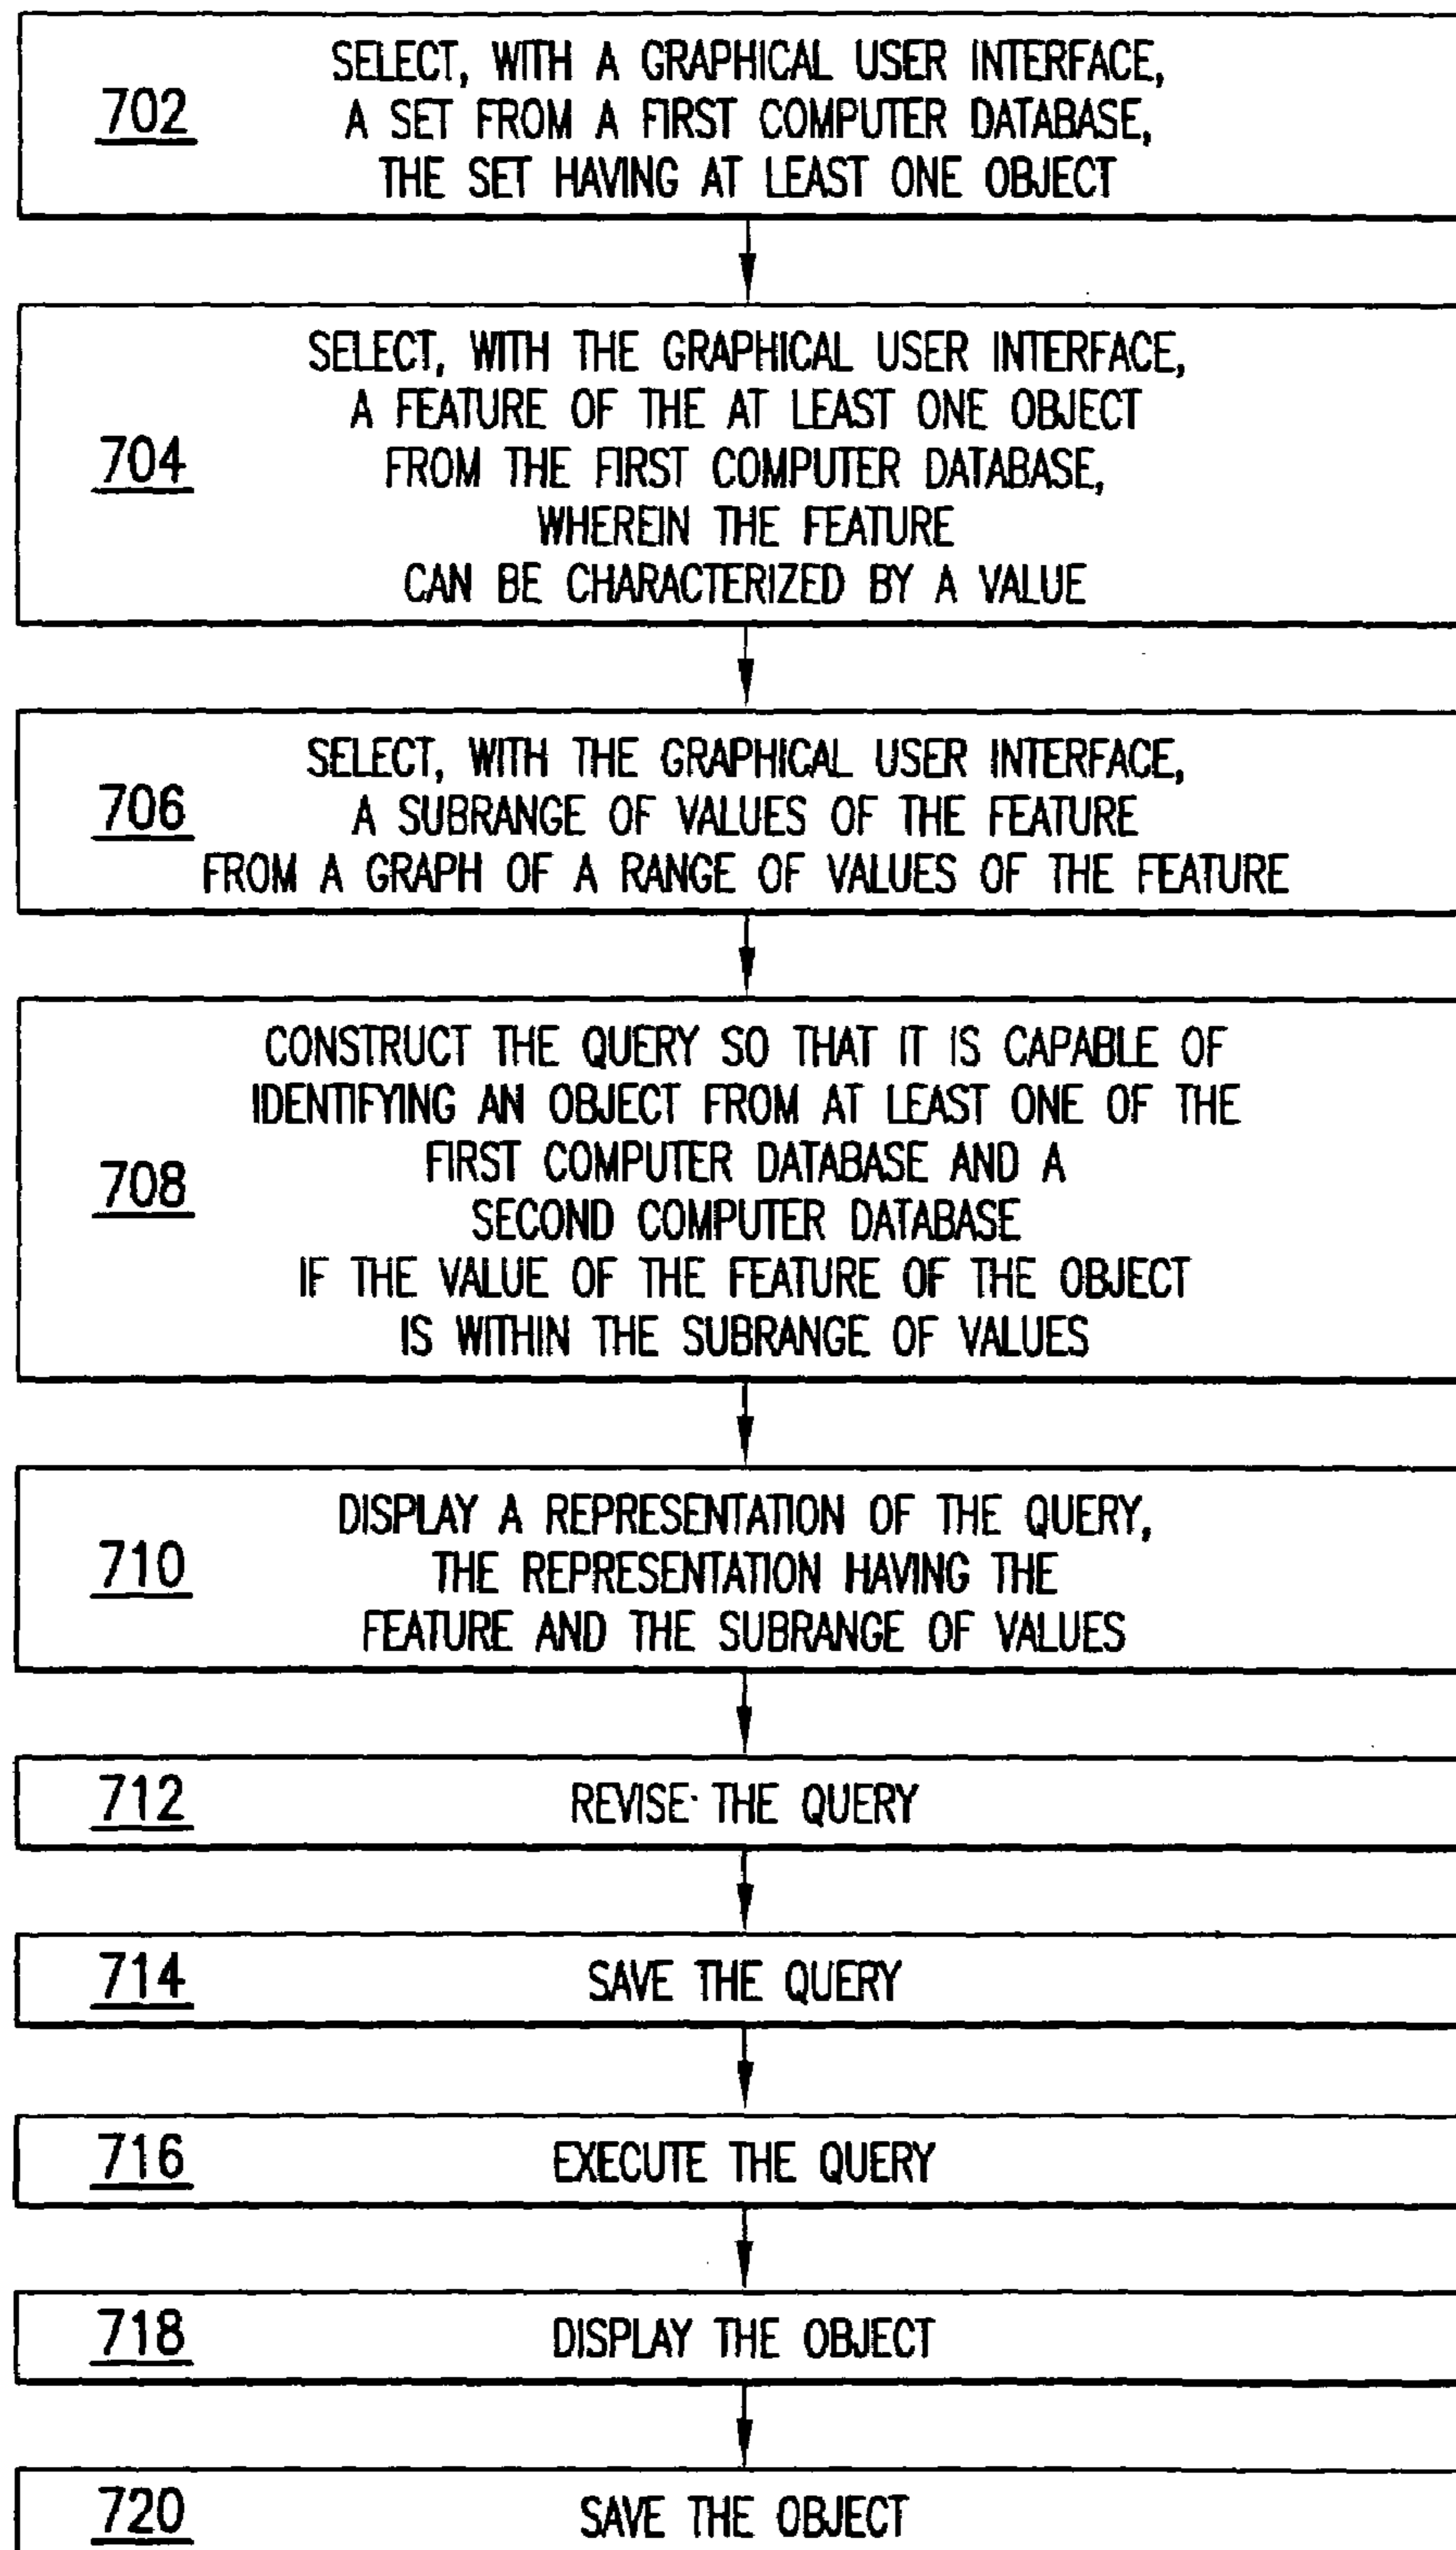 SELECT, WITH A GRAPHICAL USER INTERFACE,
702
A SET FROM A FIRST COMPUTER DATABASE,
THE SET HAVING AT LEAST ONE OBJECT
SELECT, WITH THE GRAPHICAL USER INTERFACE,
A FEATURE OF THE AT LEAST ONE OBJECT
704
FROM THE FIRST COMPUTER DATABASE,
WHEREIN THE FEATURE
CAN BE CHARACTERIZED BY A VALUE
SELECT, WITH THE GRAPHICAL USER INTERFACE,
706
A SUBRANGE OF VALUES OF THE FEATURE
FROM A GRAPH OF A RANGE OF VALUES OF THE FEATURE
CONSTRUCT THE QUERY SO THAT IT IS CAPABLE OF
IDENTIFYING AN OBJECT FROM AT LEAST ONE OF THE
FIRST COMPUTER DATABASE AND A
708
SECOND COMPUTER DATABASE
IF THE VALUE OF THE FEATURE OF THE OBJECT
IS WITHIN THE SUBRANGE OF VALUES
DISPLAY A REPRESENTATION OF THE QUERY,
710
THE REPRESENTATION HAVING THE
FEATURE AND THE SUBRANGE OF VALUES
712
REVISE THE QUERY
714
SAVE THE QUERY
716
EXECUTE THE QUERY
718
DISPLAY THE OBJECT
720
SAVE THE OBJECT